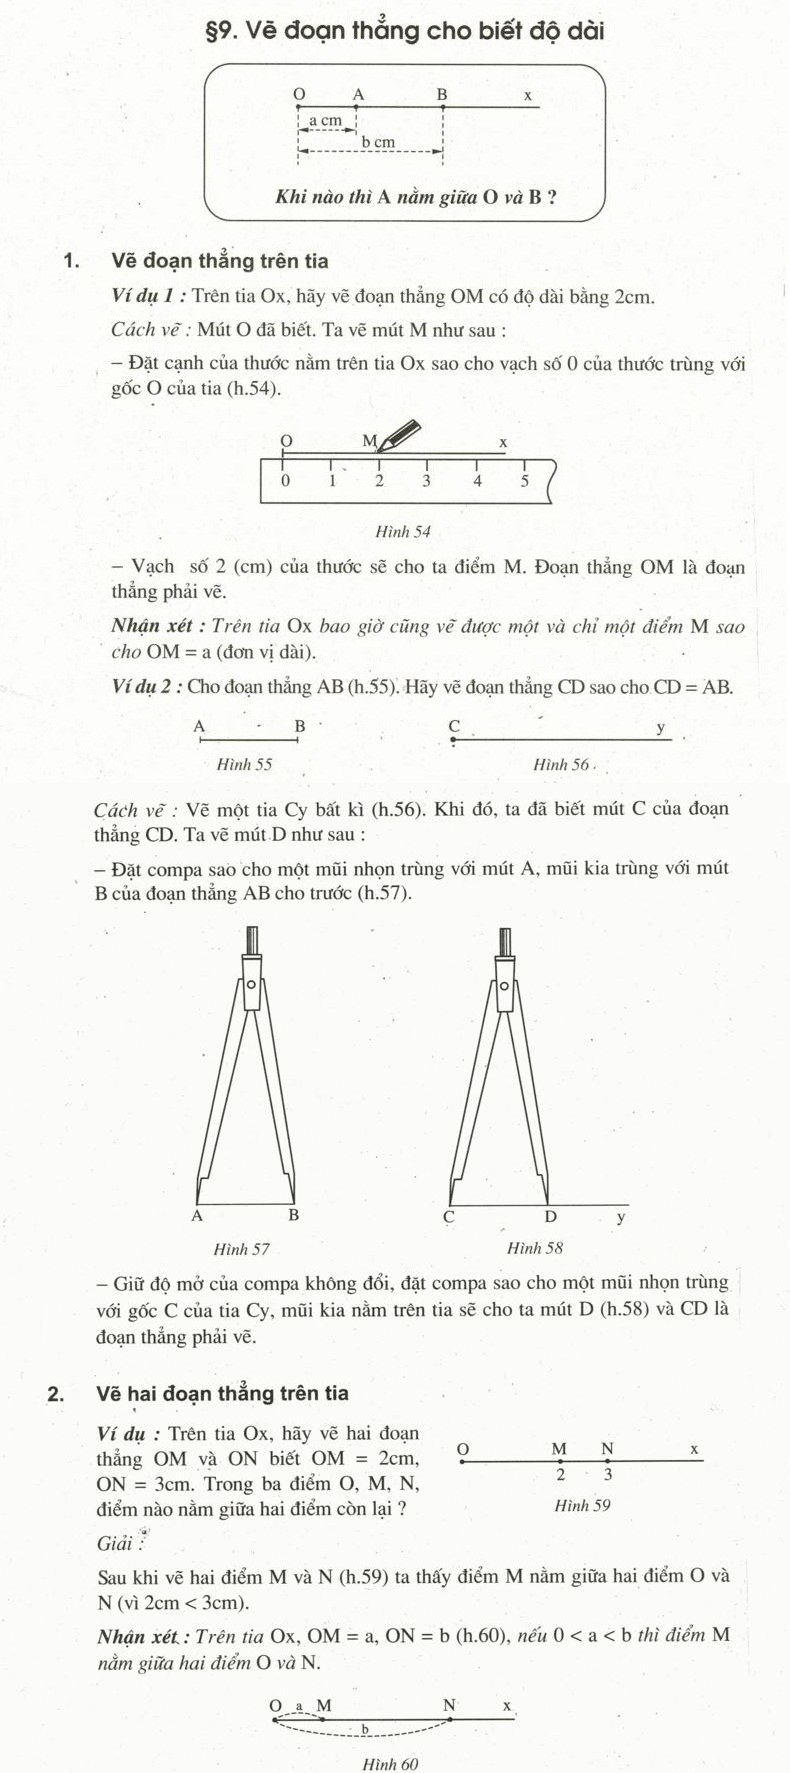 §9. Vẽ đoạn thẳng cho biết độ dài
O A B x
a cm
b cm
Khi nào thì A nằm giữa O và B ?
1. Vẽ đoạn thẳng trên tia
Ví dụ 1 : Trên tia Ox, hãy vẽ đoạn thẳng OM có độ dài bằng 2cm.
Cách vẽ : Mút O đã biết. Ta vẽ mút M như sau :
– Đặt cạnh của thước nằm trên tia Ox sao cho vạch số 0 của thước trùng với
gốc O của tia (h.54).
O M x
0 1 2 3 4 5
Hình 54
– Vạch số 2 (cm) của thước sẽ cho ta điểm M. Đoạn thẳng OM là đoạn
thẳng phải vẽ.
Nhận xét : Trên tia Ox bao giờ cũng vẽ được một và chỉ một điểm M sao
cho OM = a (đơn vị dài).
Ví dụ 2 : Cho đoạn thẳng AB (h.55). Hãy vẽ đoạn thẳng CD sao cho CD = AB.
A B C y
Hình 55 Hình 56
Cách vẽ : Vẽ một tia Cy bất kì (h.56). Khi đó, ta đã biết mút C của đoạn
thẳng CD. Ta vẽ mút D như sau :
– Đặt compa sao cho một mũi nhọn trùng với mút A, mũi kia trùng với mút
B của đoạn thẳng AB cho trước (h.57).
A B C D y
Hình 57 Hình 58
– Giữ độ mở của compa không đổi, đặt compa sao cho một mũi nhọn trùng
với gốc C của tia Cy, mũi kia nằm trên tia sẽ cho ta mút D (h.58) và CD là
đoạn thẳng phải vẽ.
2. Vẽ hai đoạn thẳng trên tia
Ví dụ : Trên tia Ox, hãy vẽ hai đoạn
thẳng OM và ON biết OM = 2cm,
ON = 3cm. Trong ba điểm O, M, N,
điểm nào nằm giữa hai điểm còn lại ?
O M N x
2 3
Hình 59
Giải :
Sau khi vẽ hai điểm M và N (h.59) ta thấy điểm M nằm giữa hai điểm O và
N (vì 2cm < 3cm).
Nhận xét : Trên tia Ox, OM = a, ON = b (h.60), nếu 0 < a < b thì điểm M
nằm giữa hai điểm O và N.
O a M N x
b
Hình 60